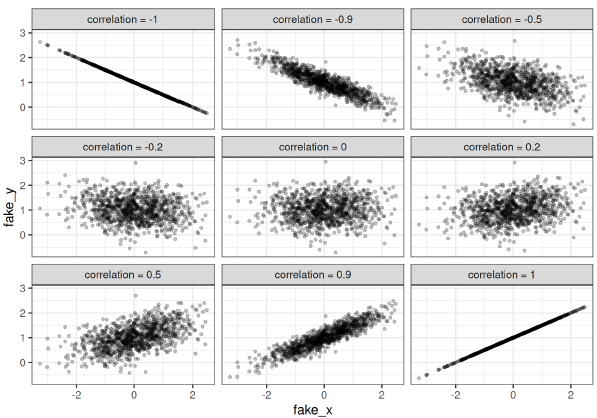 correlation = -1 correlation = -0.9 correlation = -0.5
3
2
1
0
correlation = -0.2 correlation = 0 correlation = 0.2
3
2
1
0
fake_y
correlation = 0.5 correlation = 0.9 correlation = 1
3
2
1
0
-2 0 2 -2 0 2 -2 0 2
fake_x